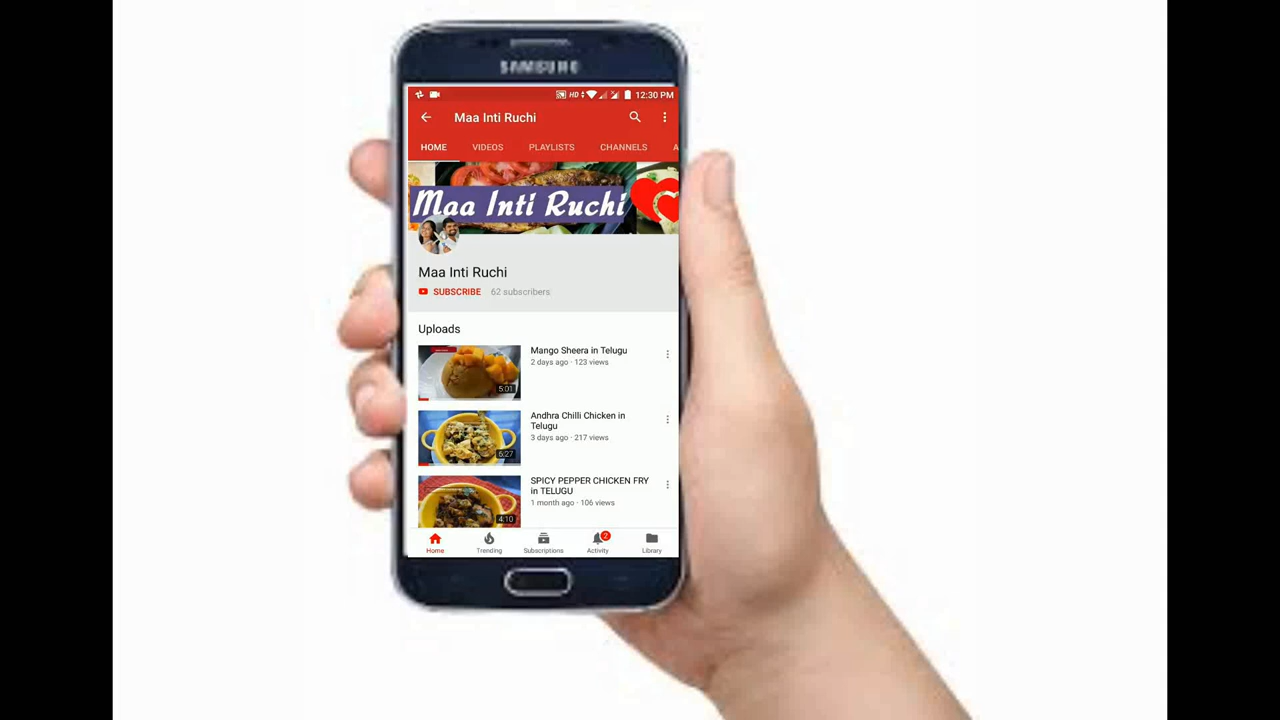 SAMSUNG
HD 12:30 PM
Maa Inti Ruchi
HOME VIDEOS PLAYLISTS CHANNELS A
Maa Inti Ruchi
Maa Inti Ruchi
SUBSCRIBE 62 subscribers
Uploads
Mango Sheera in Telugu
2 days ago · 123 views
5:01
Andhra Chilli Chicken in
Telugu
3 days ago · 217 views
6:27
SPICY PEPPER CHICKEN FRY
in TELUGU
1 month ago · 106 views
4:10
2
Home Trending Subscriptions Activity Library